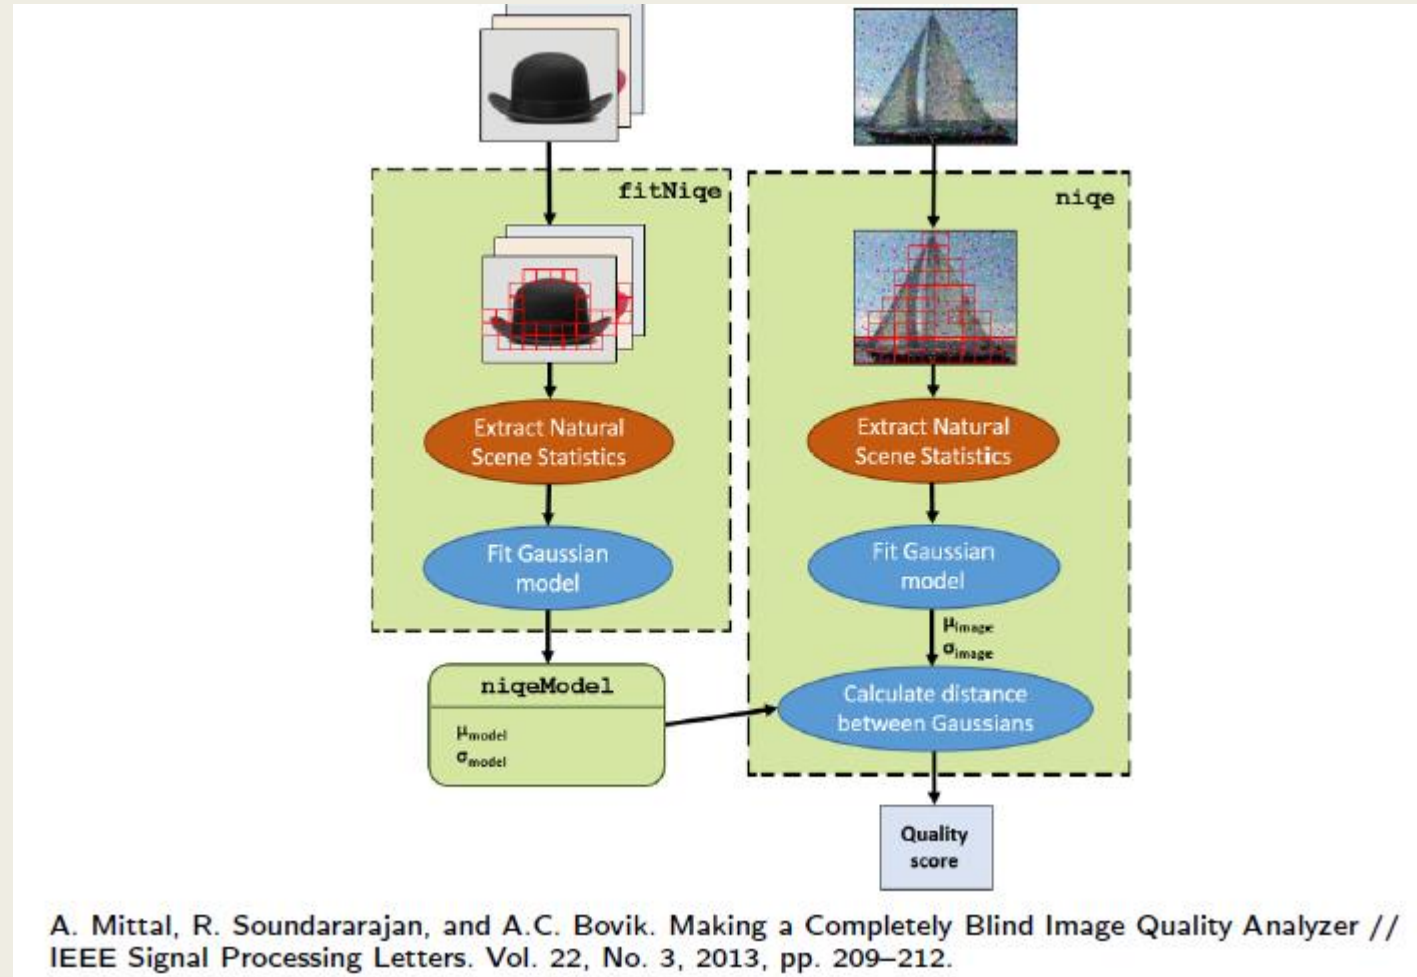 fitNiqe
niqe
Extract Natural
Scene Statistics
Extract Natural
Scene Statistics
Fit Gaussian
model
Fit Gaussian
model
μimage
σimage
niqeModel
μmodel
σmodel
Calculate distance
between Gaussians
Quality
score
A. Mittal, R. Soundararajan, and A.C. Bovik. Making a Completely Blind Image Quality Analyzer //
IEEE Signal Processing Letters. Vol. 22, No. 3, 2013, pp. 209–212.